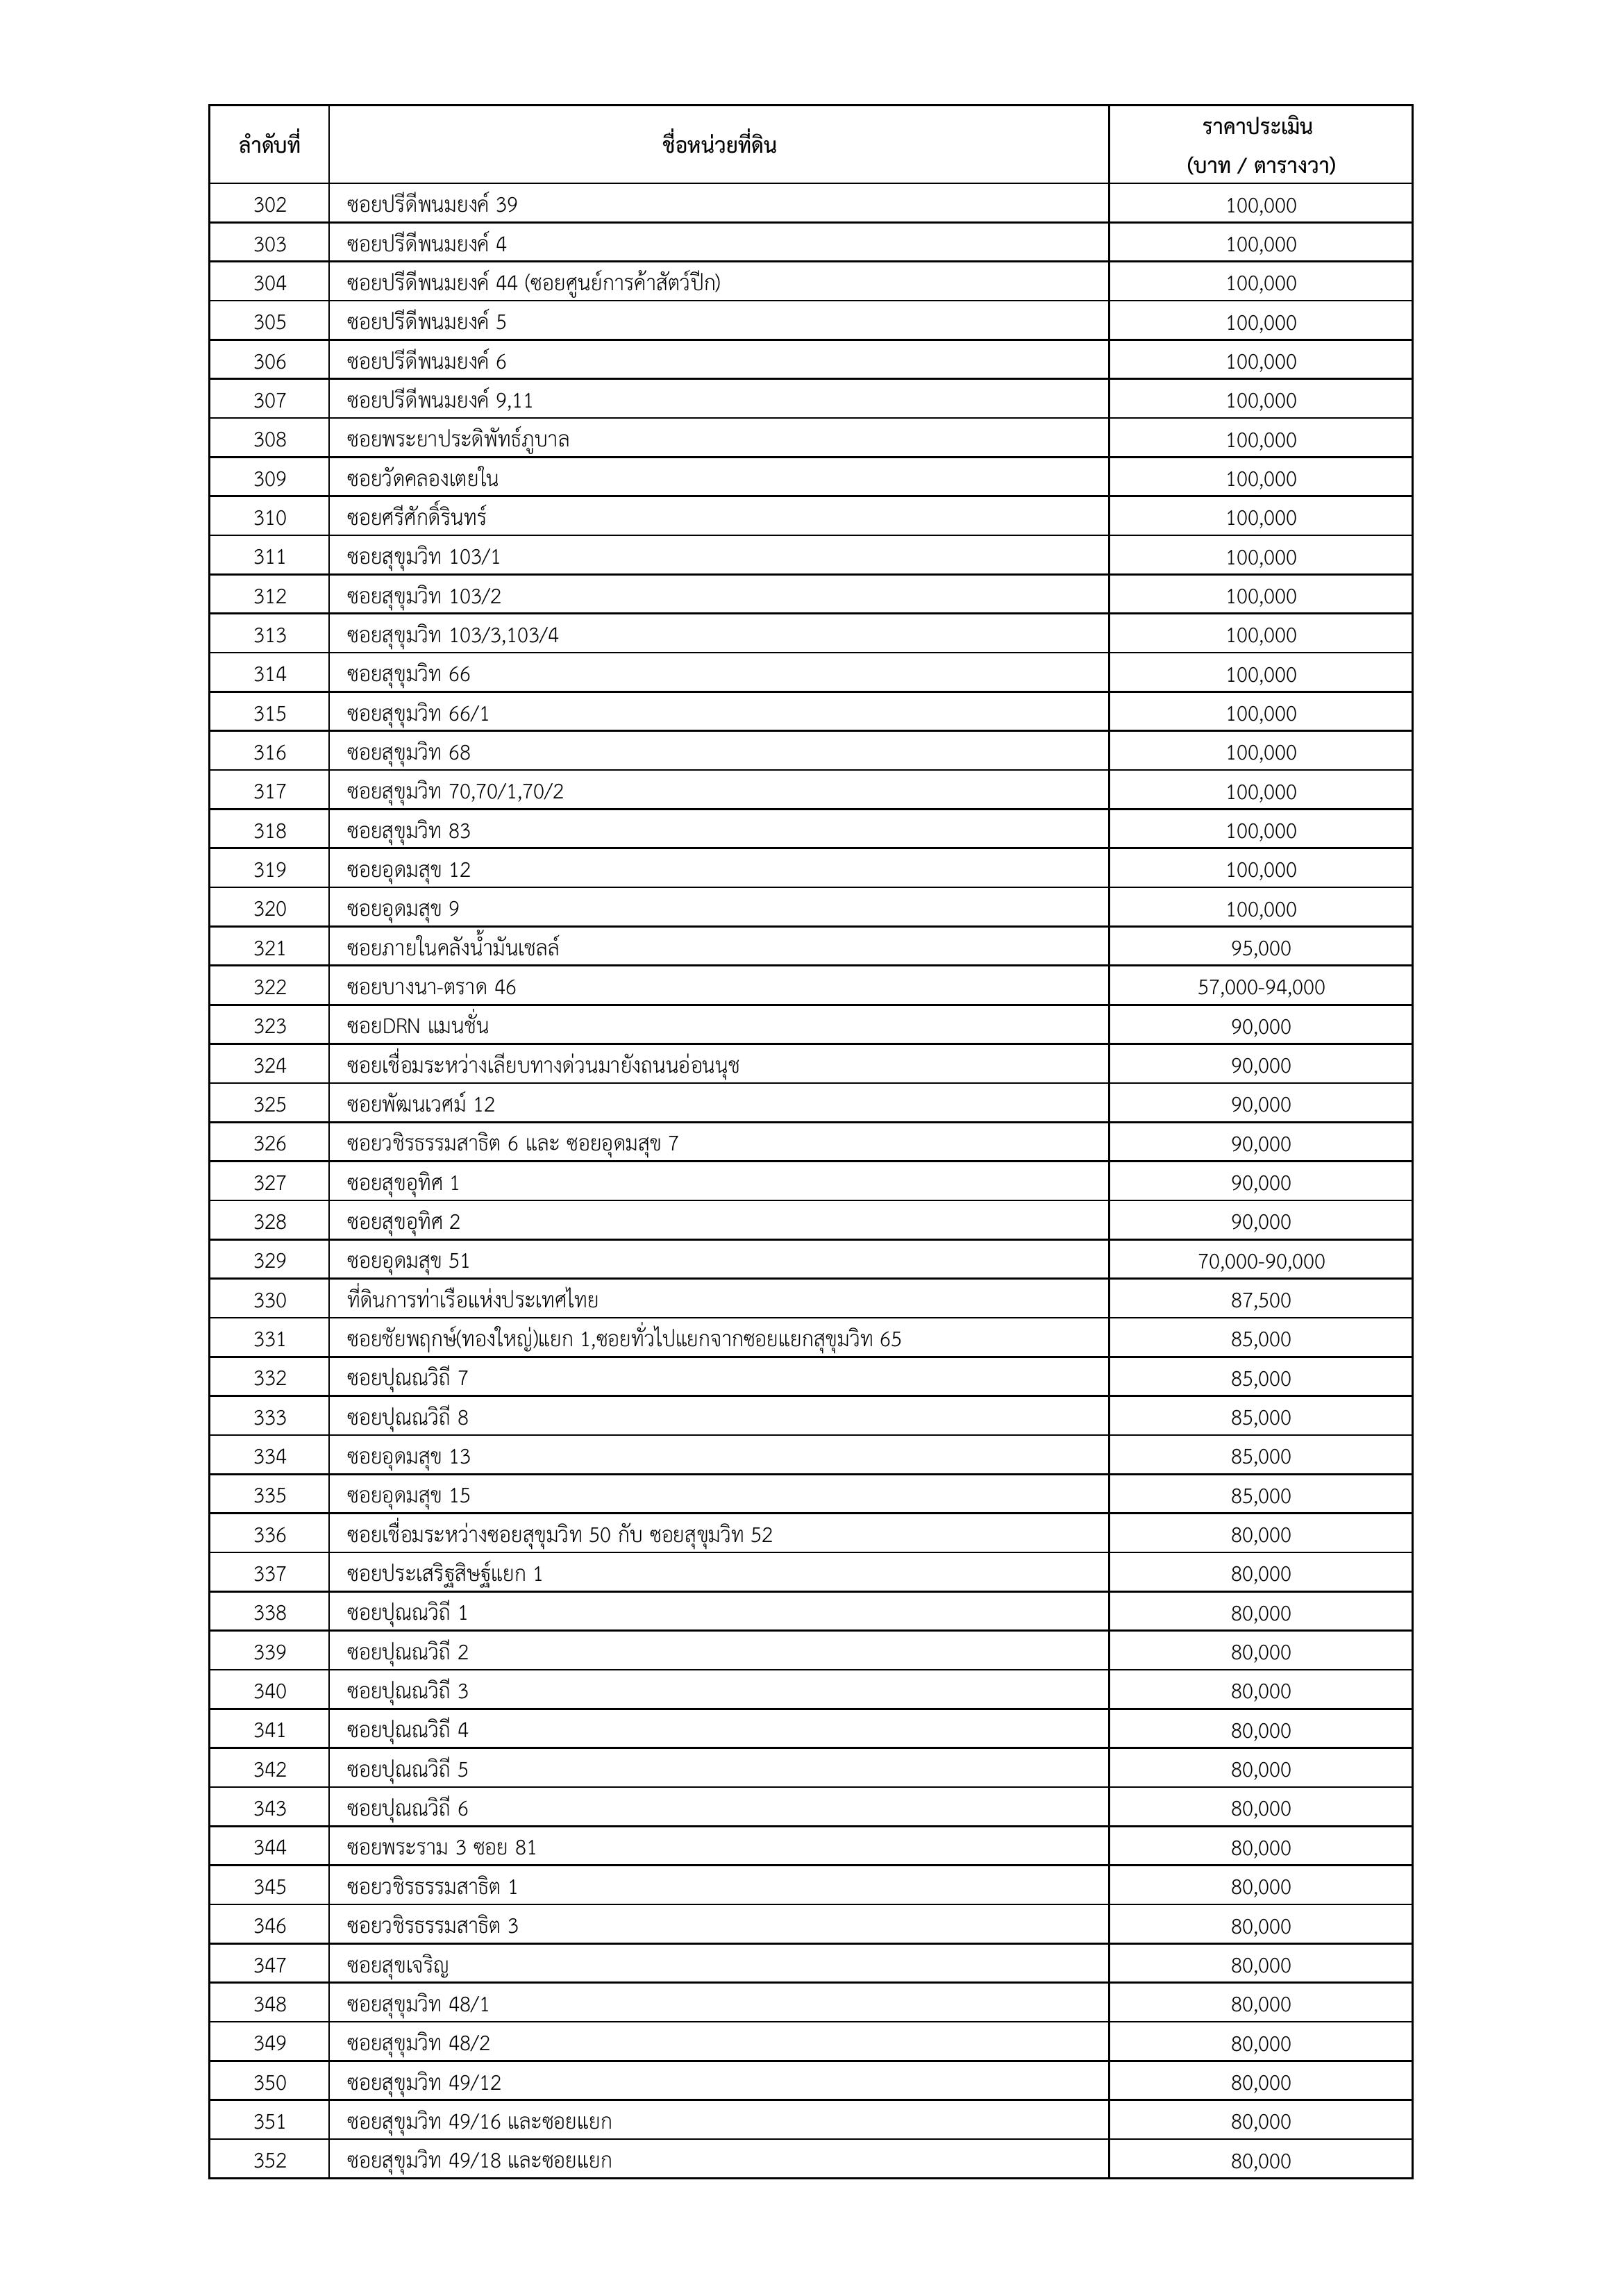 ลำดับที่ ชื่อหน่วยที่ดิน ราคาประเมิน
(บาท / ตารางวา)
302 ซอยปรีดีพนมยงค์ 39 100,000
303 ซอยปรีดีพนมยงค์ 4 100,000
304 ซอยปรีดีพนมยงค์ 44 (ซอยศูนย์การค้าสัตว์ปีก) 100,000
305 ซอยปรีดีพนมยงค์ 5 100,000
306 ซอยปรีดีพนมยงค์ 6 100,000
307 ซอยปรีดีพนมยงค์ 9,11 100,000
308 ซอยพระยาประดิพัทธ์ภูบาล 100,000
309 ซอยวัดคลองเตยใน 100,000
310 ซอยศรีศักดิ์รินทร์ 100,000
311 ซอยสุขุมวิท 103/1 100,000
312 ซอยสุขุมวิท 103/2 100,000
313 ซอยสุขุมวิท 103/3,103/4 100,000
314 ซอยสุขุมวิท 66 100,000
315 ซอยสุขุมวิท 66/1 100,000
316 ซอยสุขุมวิท 68 100,000
317 ซอยสุขุมวิท 70,70/1,70/2 100,000
318 ซอยสุขุมวิท 83 100,000
319 ซอยอุดมสุข 12 100,000
320 ซอยอุดมสุข 9 100,000
321 ซอยภายในคลังน้ำมันเชลล์ 95,000
322 ซอยบางนา-ตราด 46 57,000-94,000
323 ซอยDRN แมนชั่น 90,000
324 ซอยเชื่อมระหว่างเลียบทางด่วนมายังถนนอ่อนนุช 90,000
325 ซอยพัฒนเวศม์ 12 90,000
326 ซอยวชิรธรรมสาธิต 6 และ ซอยอุดมสุข 7 90,000
327 ซอยสุขอุทิศ 1 90,000
328 ซอยสุขอุทิศ 2 90,000
329 ซอยอุดมสุข 51 70,000-90,000
330 ที่ดินการท่าเรือแห่งประเทศไทย 87,500
331 ซอยชัยพฤกษ์(ทองใหญ่)แยก 1,ซอยทั่วไปแยกจากซอยแยกสุขุมวิท 65 85,000
332 ซอยปุณณวิถี 7 85,000
333 ซอยปุณณวิถี 8 85,000
334 ซอยอุดมสุข 13 85,000
335 ซอยอุดมสุข 15 85,000
336 ซอยเชื่อมระหว่างซอยสุขุมวิท 50 กับ ซอยสุขุมวิท 52 80,000
337 ซอยประเสริฐสิษฐ์แยก 1 80,000
338 ซอยปุณณวิถี 1 80,000
339 ซอยปุณณวิถี 2 80,000
340 ซอยปุณณวิถี 3 80,000
341 ซอยปุณณวิถี 4 80,000
342 ซอยปุณณวิถี 5 80,000
343 ซอยปุณณวิถี 6 80,000
344 ซอยพระราม 3 ซอย 81 80,000
345 ซอยวชิรธรรมสาธิต 1 80,000
346 ซอยวชิรธรรมสาธิต 3 80,000
347 ซอยสุขเจริญ 80,000
348 ซอยสุขุมวิท 48/1 80,000
349 ซอยสุขุมวิท 48/2 80,000
350 ซอยสุขุมวิท 49/12 80,000
351 ซอยสุขุมวิท 49/16 และซอยแยก 80,000
352 ซอยสุขุมวิท 49/18 และซอยแยก 80,000